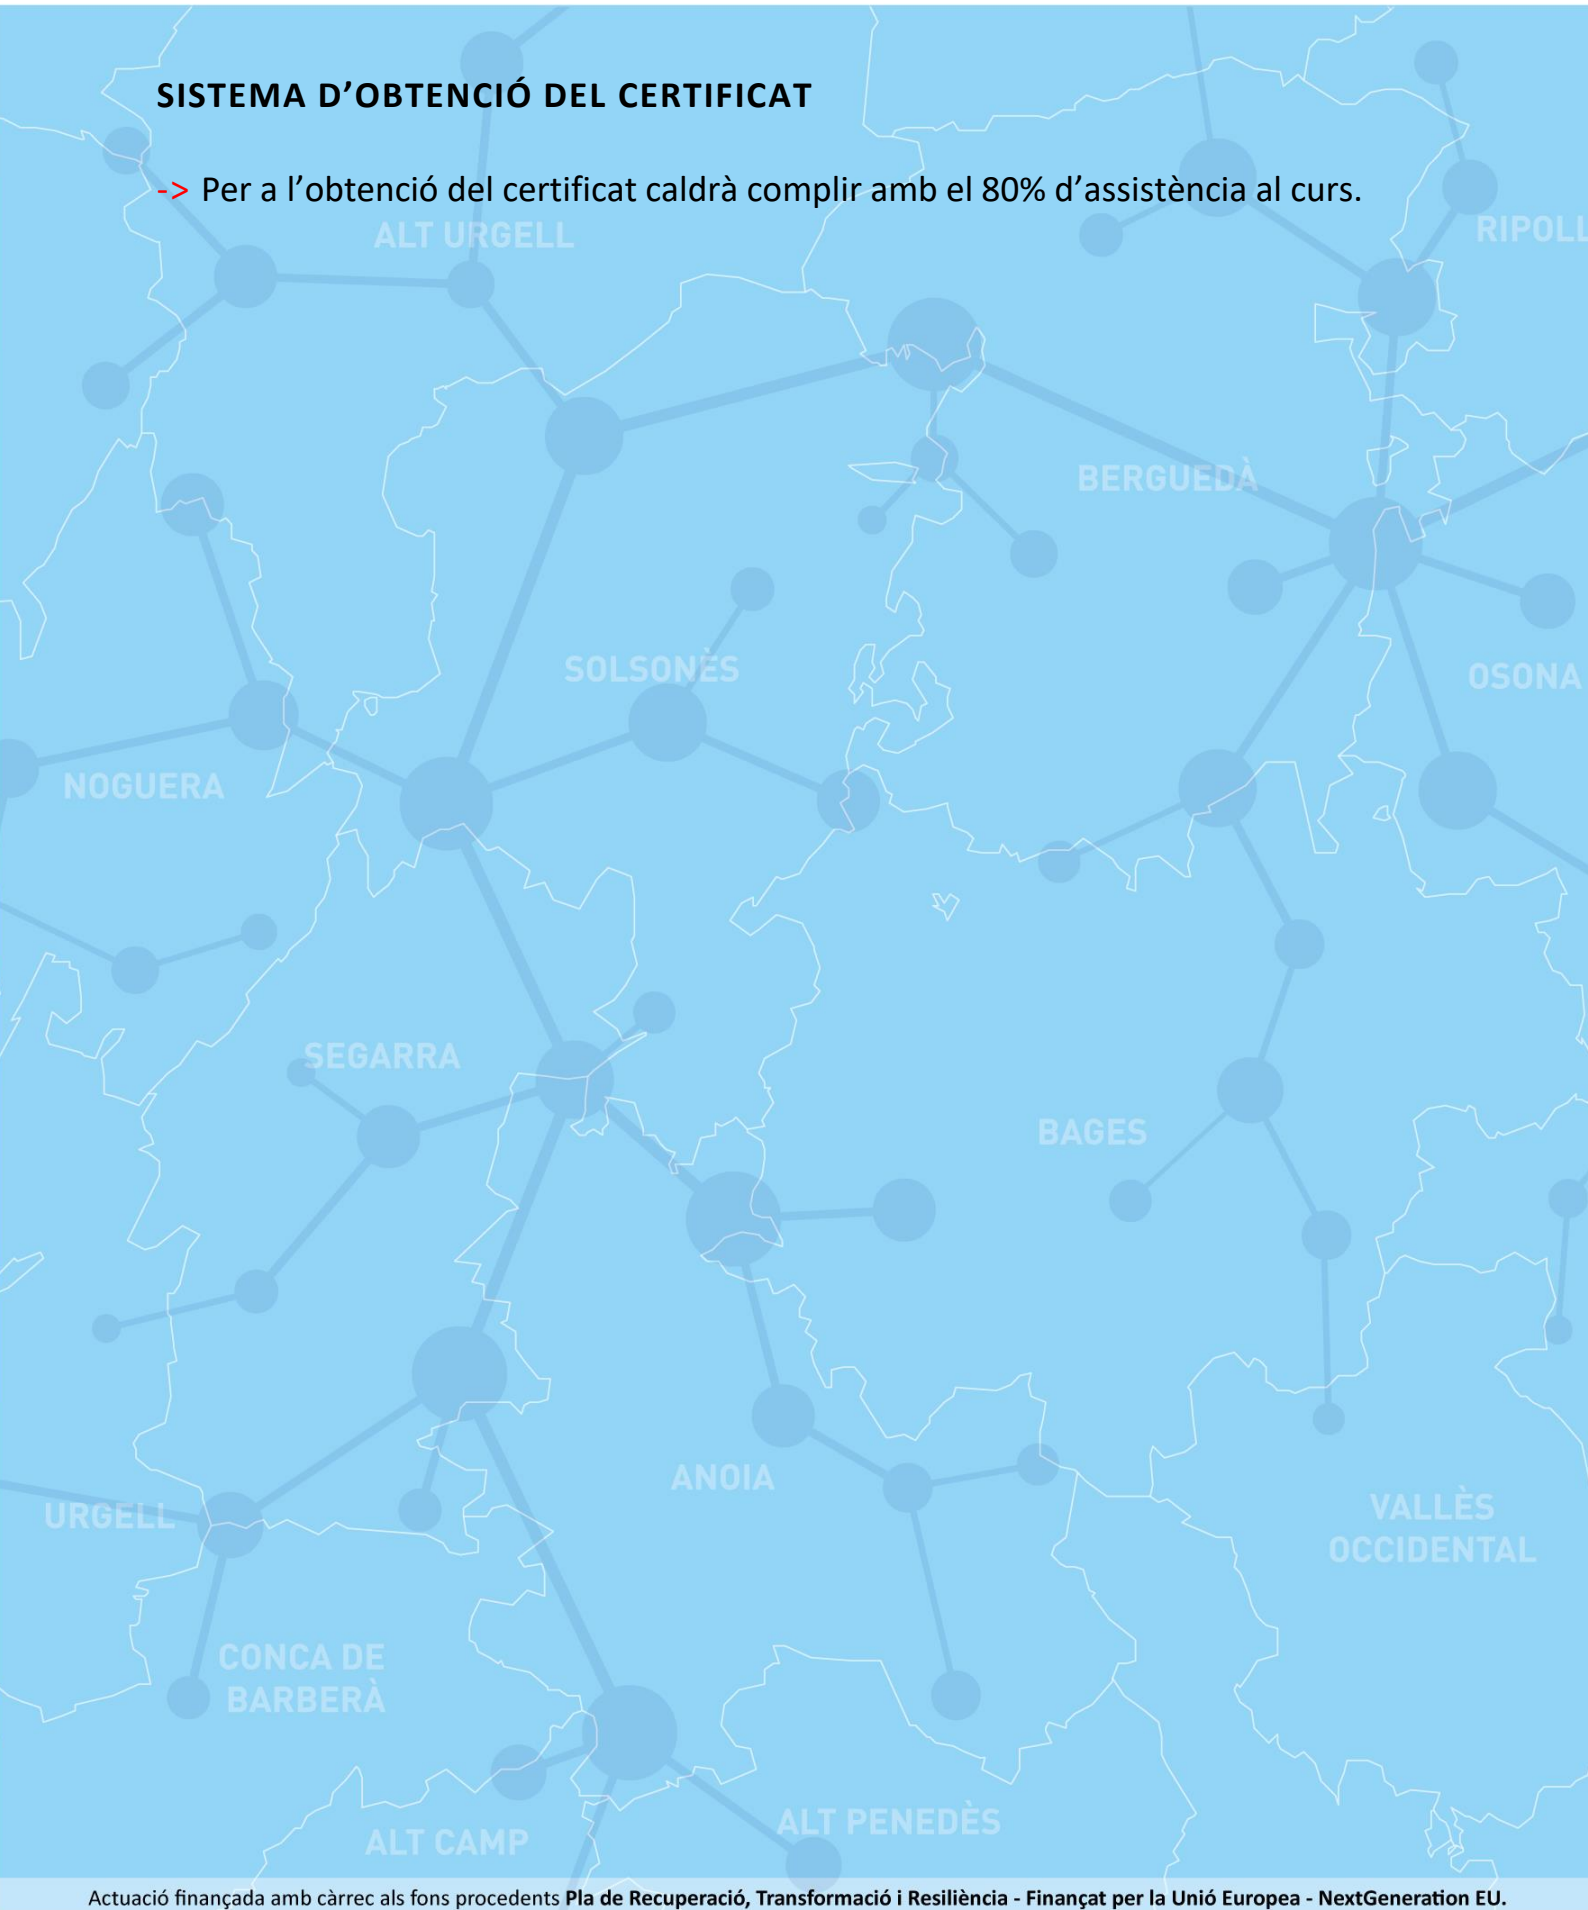 SISTEMA D’OBTENCIÓ DEL CERTIFICAT
-> Per a l’obtenció del certificat caldrà complir amb el 80% d’assistència al curs.
ALT URGELL
RIPOLL
BERGUEDÀ
SOLSONÈS
OSONA
NOGUERA
SEGARRA
BAGES
ANOIA
URGELL
VALLÈS
OCCIDENTAL
CONCA DE
BARBERÀ
ALT PENEDÈS
ALT CAMP
Actuació finançada amb càrrec als fons procedents Pla de Recuperació, Transformació i Resiliència - Finançat per la Unió Europea - NextGeneration EU.